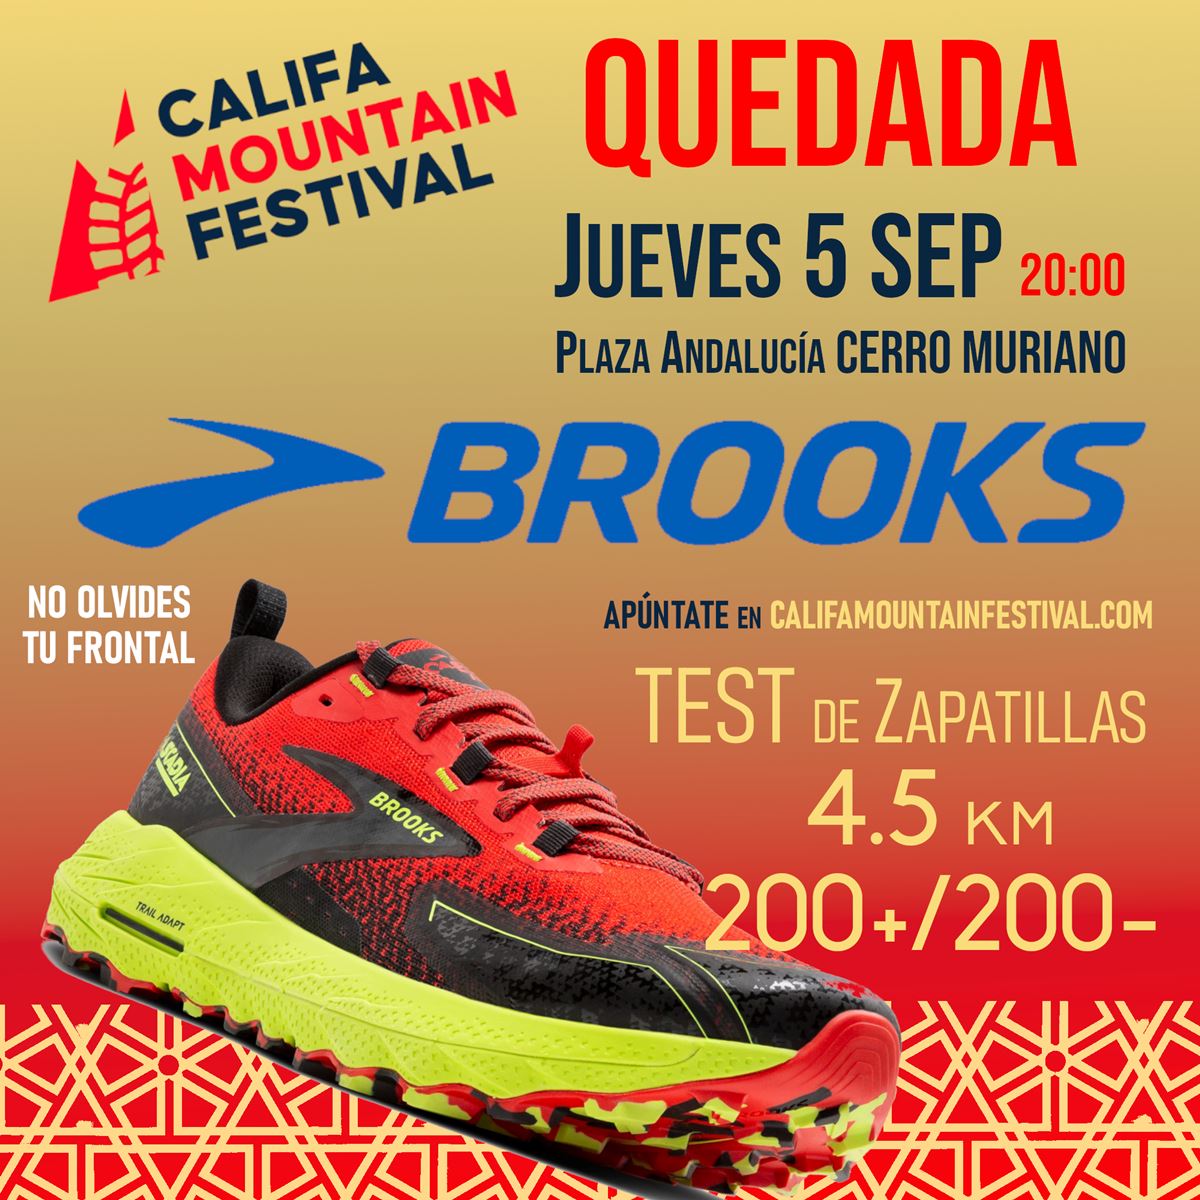 CALIFA
MOUNTAIN
FESTIVAL
QUEDADA
JUEVES 5 SEP 20:00
PLAZA ANDALUCÍA CERRO MURIANO
BROOKS
NO OLVIDES
TU FRONTAL
APÚNTATE EN CALIFAMOUNTAINFESTIVAL.COM
TEST DE ZAPATILLAS
4.5 KM
200+/200-
BROOKS
TRAIL ADAPT
BROOKS